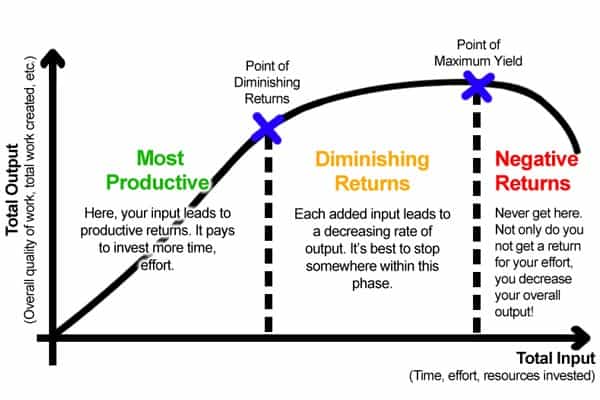 Point of
Diminishing
Returns
Point of
Maximum Yield
Total Output
(Overall quality of work, total work created, etc.)
Most
Productive
Here, your input leads to
productive returns. It pays
to invest more time,
effort.
Diminishing
Returns
Each added input leads to
a decreasing rate of
output. It's best to stop
somewhere within this
phase.
Negative
Returns
Never get here.
Not only do you
not get a return
for your effort,
you decrease
your overall
output!
Total Input
(Time, effort, resources invested)